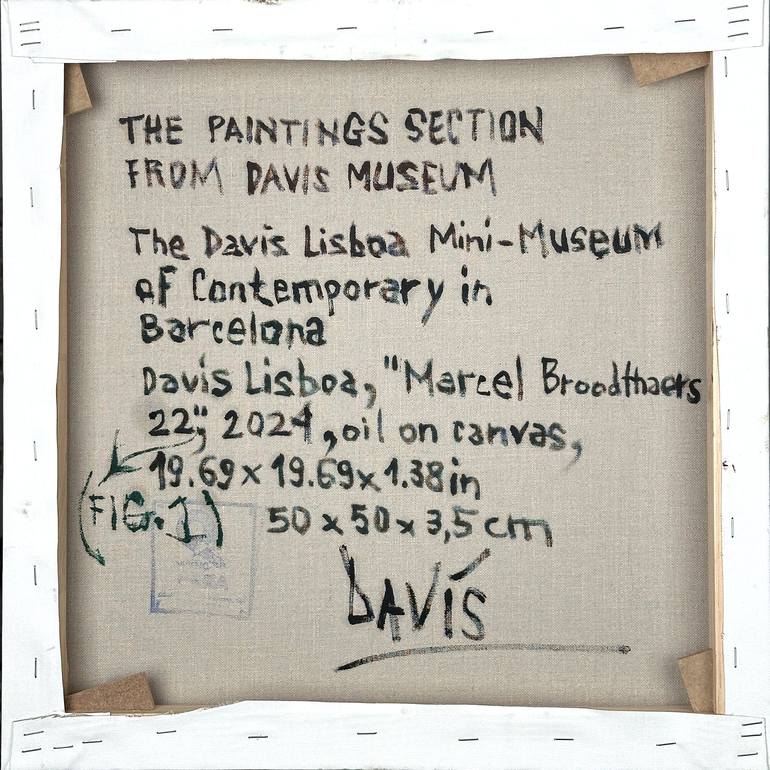 THE PAINTINGS SECTION
FROM DAVIS MUSEUM
The Davis Lisboa Mini-Museum
of Contemporary in
Barcelona
Davis Lisboa, "Marcel Broodthaers
22", 2024, oil on canvas,
19.69 x 19.69 x 1.38 in
(FIG.1) 50 x 50 x 3,5 cm
DAVÍS